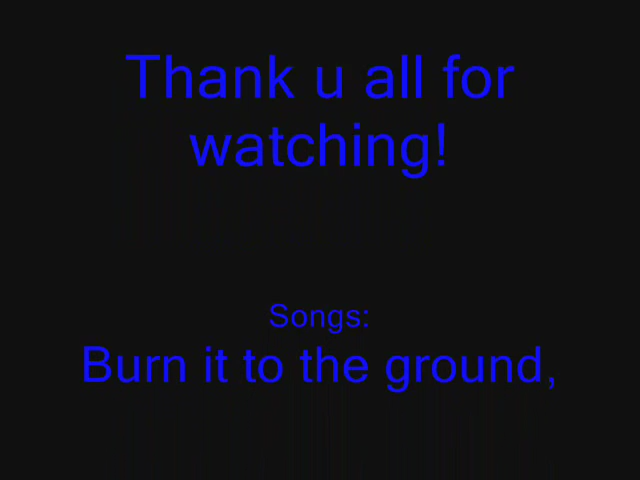 Thank u all for
watching!
Songs:
Burn it to the ground,